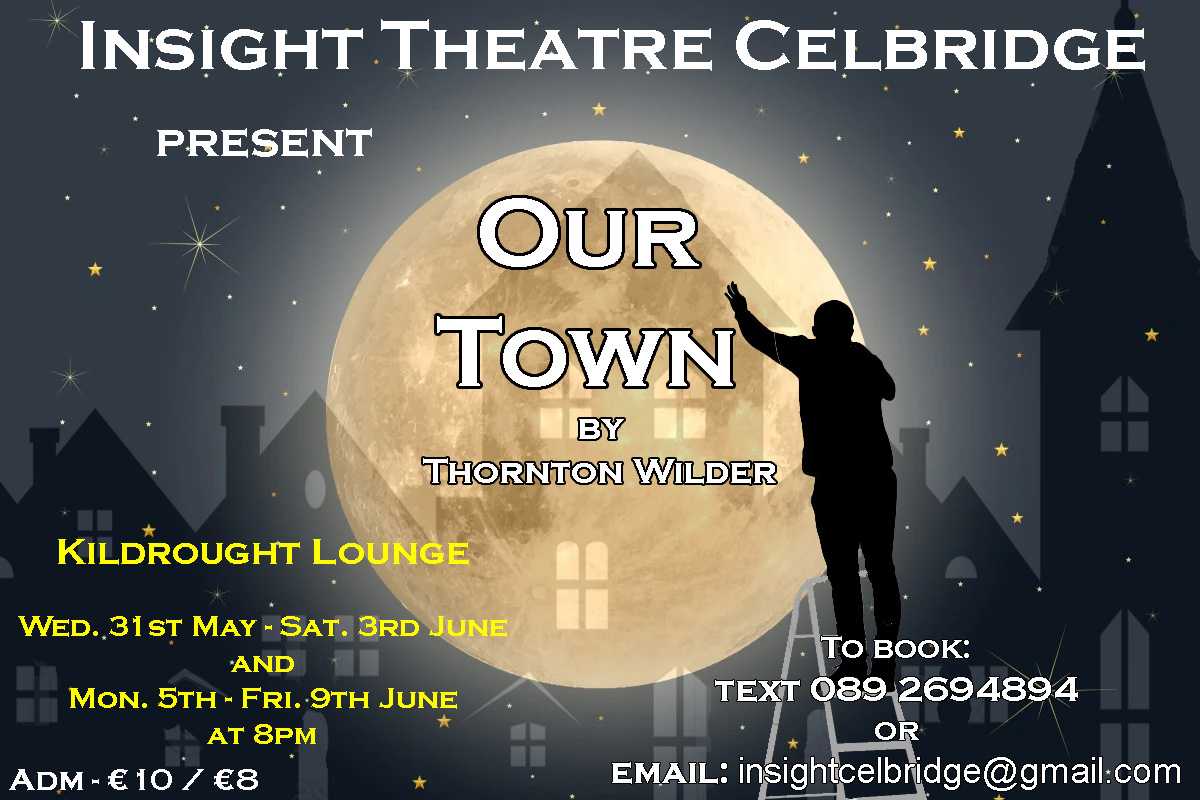 Insight Theatre Celbridge
present
Our
Town
by
Thornton Wilder
Kildrought Lounge
Wed. 31st May - Sat. 3rd June
and
Mon. 5th - Fri. 9th June
at 8pm
Adm - €10 / €8
To book:
text 089 2694894
or
email: insightcelbridge@gmail.com